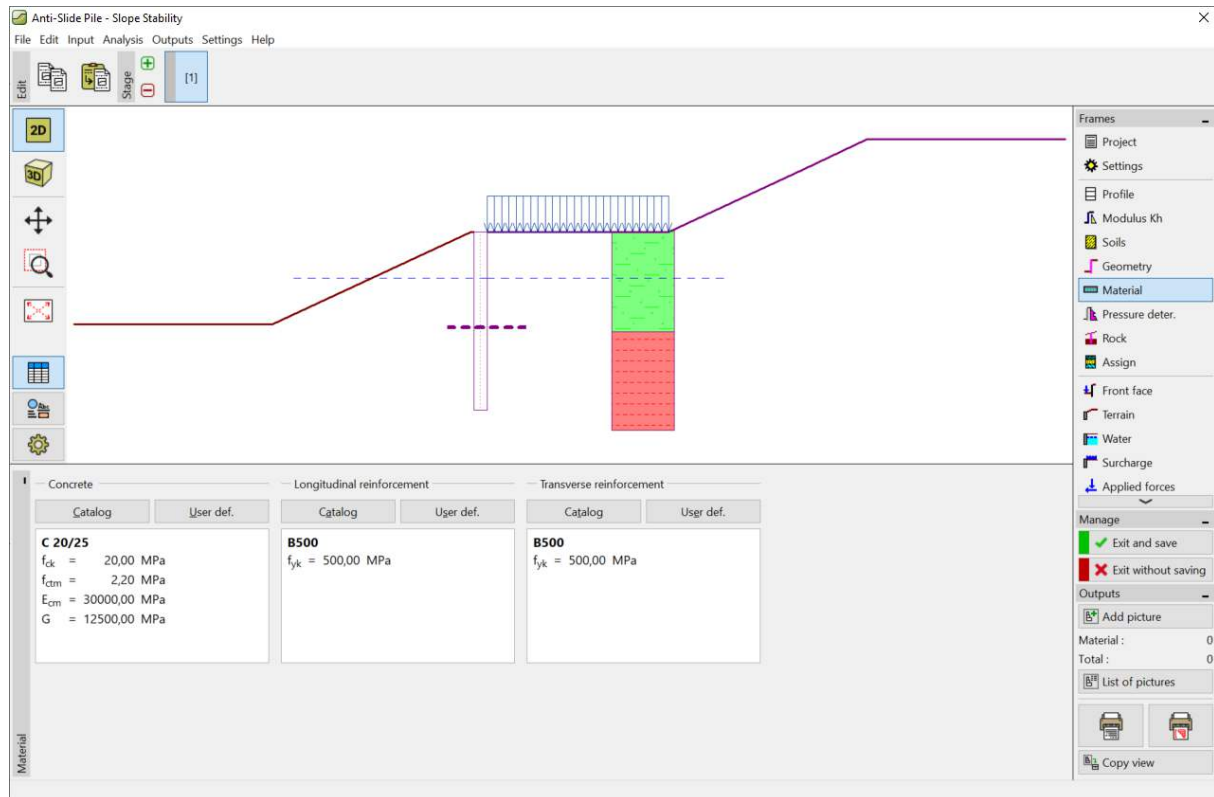 Anti-Slide Pile - Slope Stability
File Edit Input Analysis Outputs Settings Help
Edit
Stage
[1]
2D
3D
Frames
Project
Settings
Profile
Modulus Kh
Soils
Geometry
Material
Pressure deter.
Rock
Assign
Front face
Terrain
Water
Surcharge
Applied forces
Manage
Exit and save
Exit without saving
Outputs
Add picture
Material : 0
Total : 0
List of pictures
Copy view
Material
Concrete
Catalog User def.
C 20/25
fck = 20,00 MPa
fctm = 2,20 MPa
Ecm = 30000,00 MPa
G = 12500,00 MPa
Longitudinal reinforcement
Catalog User def.
B500
fyk = 500,00 MPa
Transverse reinforcement
Catalog User def.
B500
fyk = 500,00 MPa